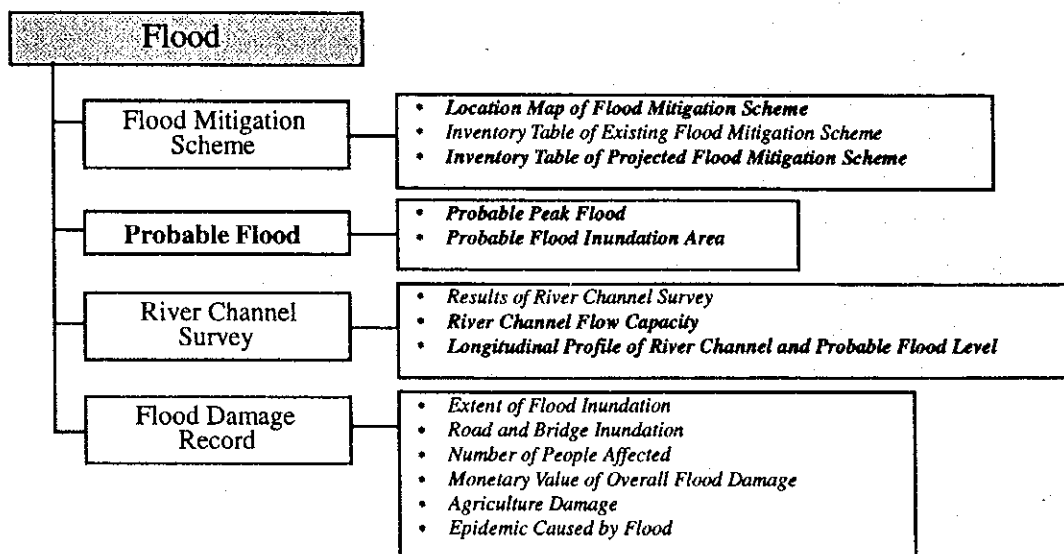 Flood
Flood Mitigation
Scheme
* Location Map of Flood Mitigation Scheme
* Inventory Table of Existing Flood Mitigation Scheme
* Inventory Table of Projected Flood Mitigation Scheme
Probable Flood
* Probable Peak Flood
* Probable Flood Inundation Area
River Channel
Survey
* Results of River Channel Survey
* River Channel Flow Capacity
* Longitudinal Profile of River Channel and Probable Flood Level
Flood Damage
Record
* Extent of Flood Inundation
* Road and Bridge Inundation
* Number of People Affected
* Monetary Value of Overall Flood Damage
* Agriculture Damage
* Epidemic Caused by Flood